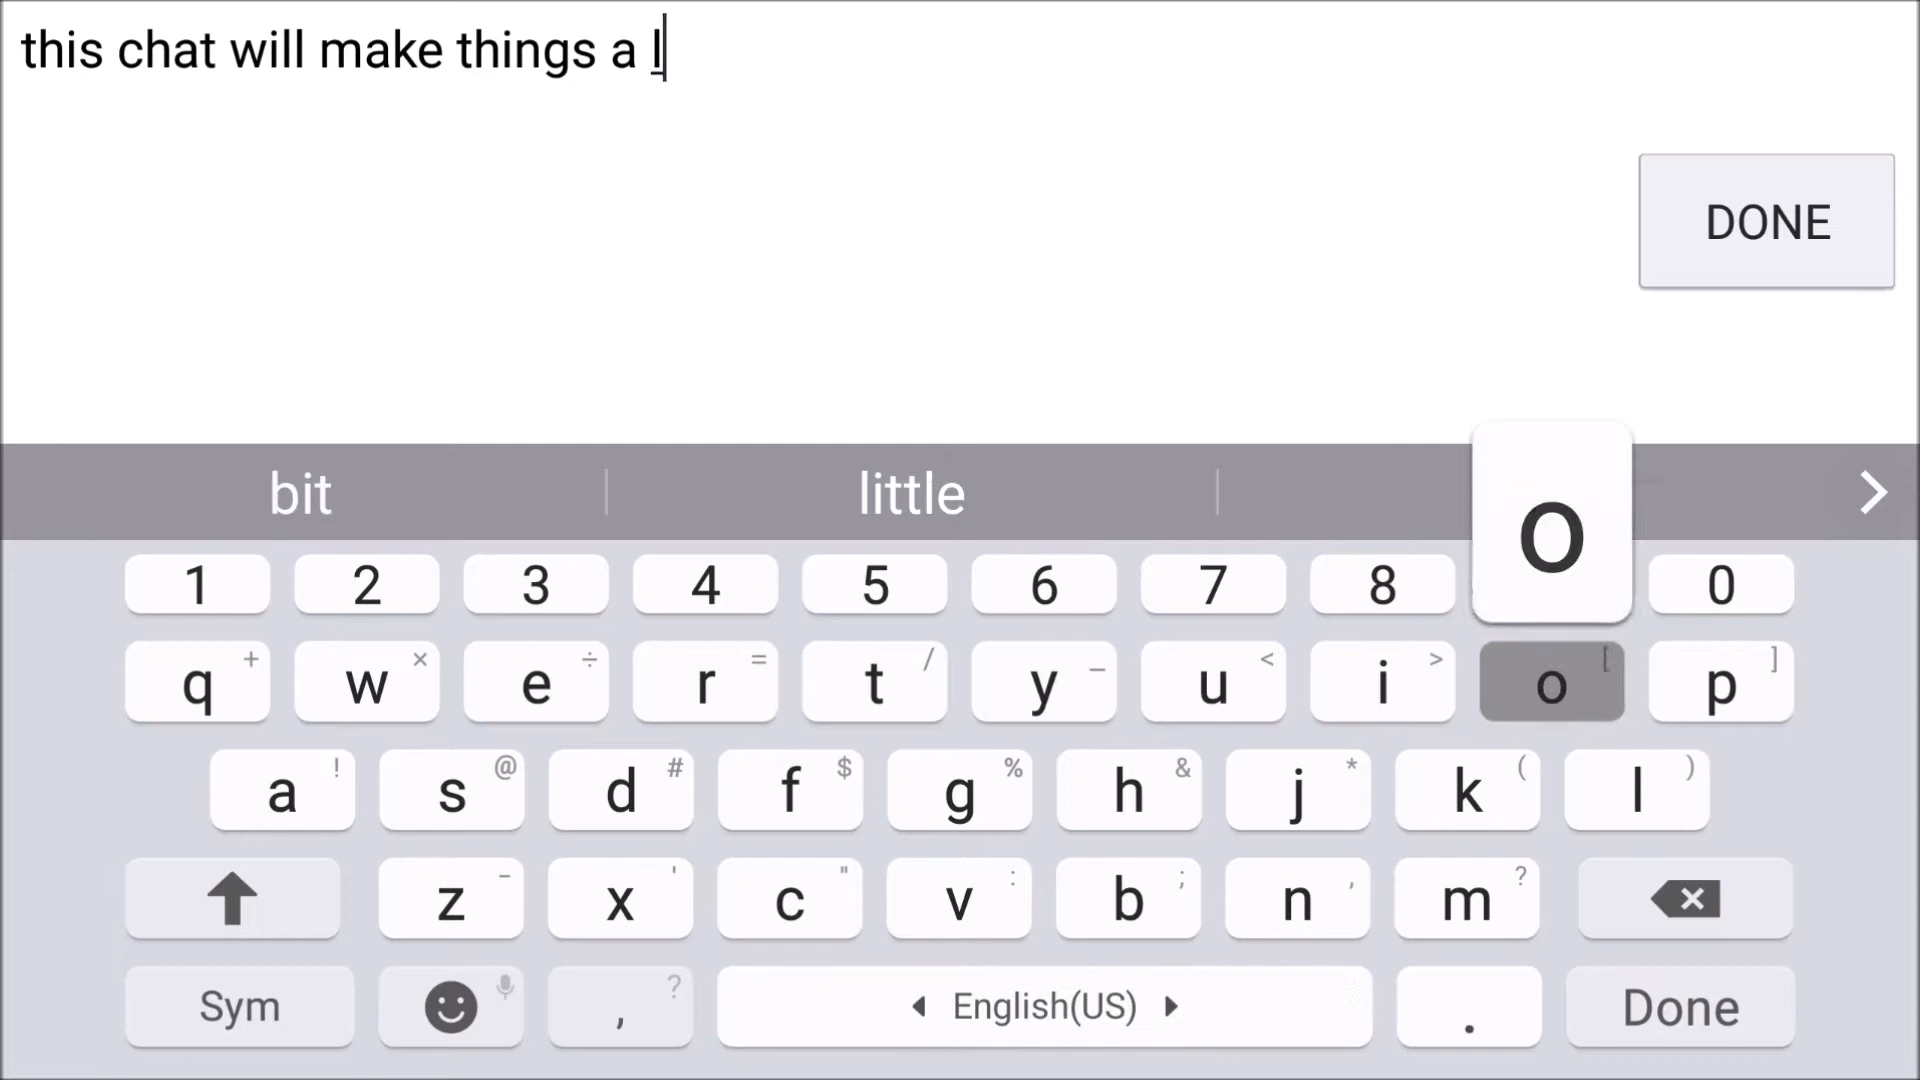 this chat will make things a l
DONE
bit little
o
1 2 3 4 5 6 7 8 0
+ × ÷ = / _ < > [ ]
q w e r t y u i o p
! @ # $ % & * ( )
a s d f g h j k l
- ' " : ; , ?
z x c v b n m
Sym , ? English(US) . Done